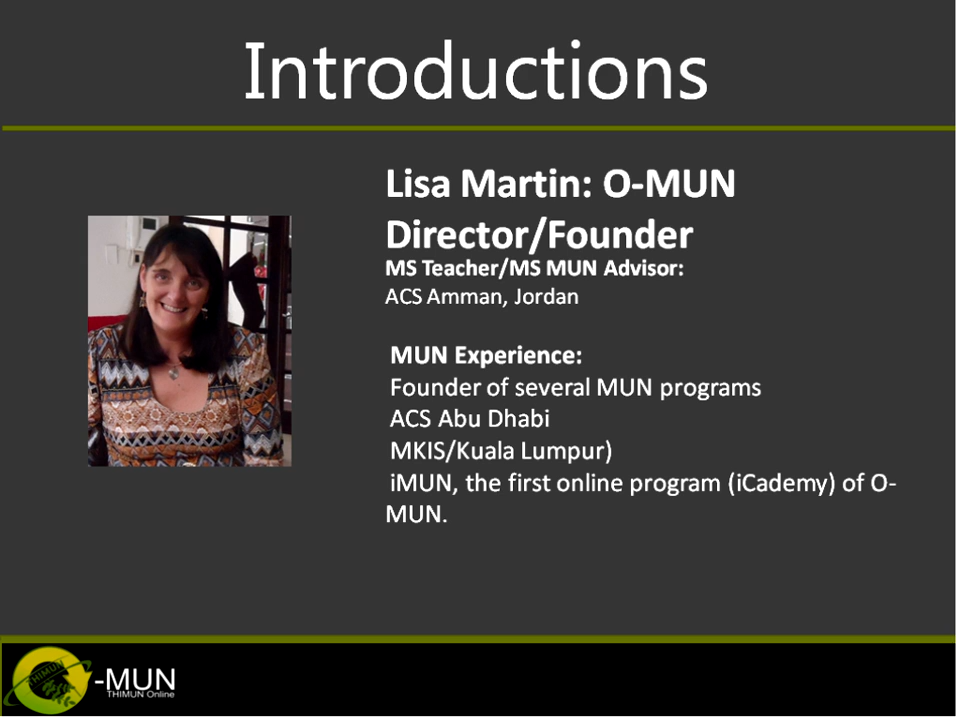 Introductions
Lisa Martin: O-MUN
Director/Founder
MS Teacher/MS MUN Advisor:
ACS Amman, Jordan
MUN Experience:
Founder of several MUN programs
ACS Abu Dhabi
MKIS/Kuala Lumpur)
iMUN, the first online program (iCademy) of O-
MUN.
THIMUN
-MUN
THIMUN Online